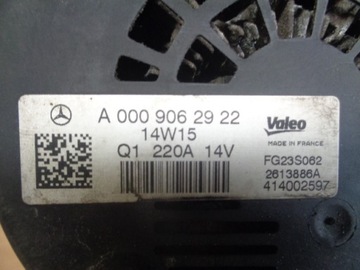 A 000 906 29 22
14W15
Q1 220A 14V
Valeo
MADE IN FRANCE
FG23S062
2613886A
414002597